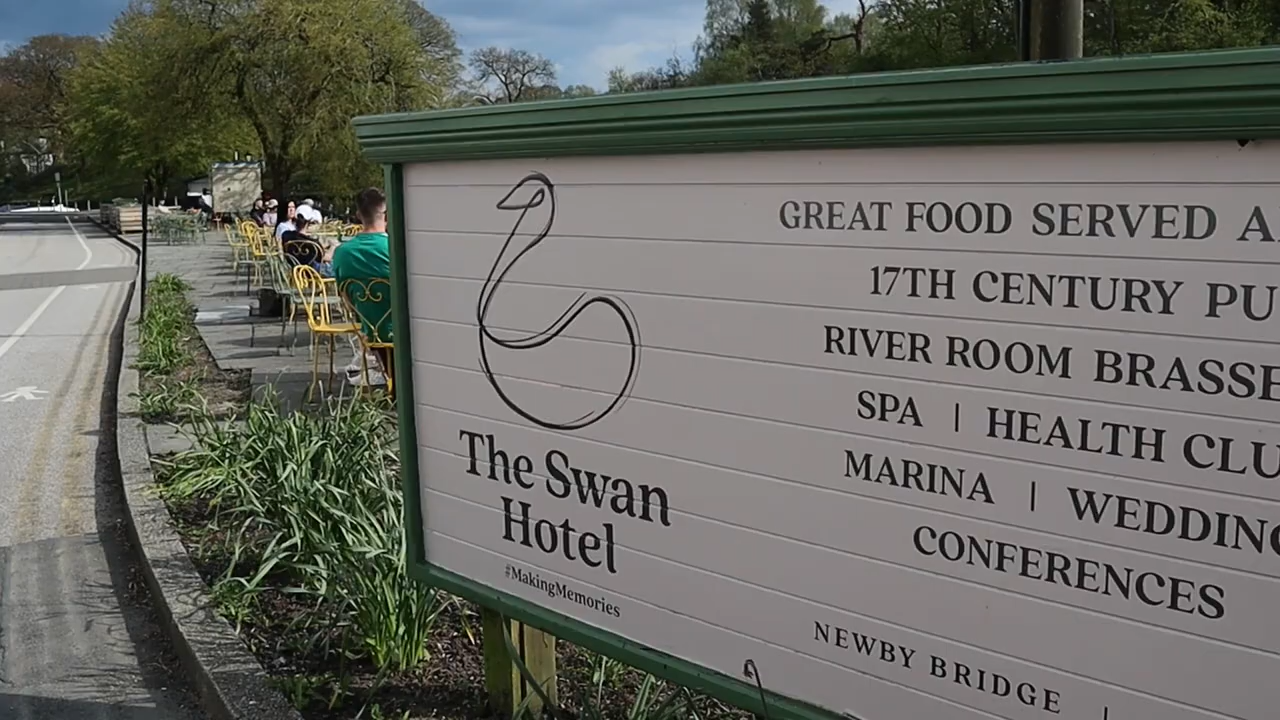 The Swan
Hotel
#MakingMemories
GREAT FOOD SERVED
17TH CENTURY
RIVER ROOM
SPA | HEALTH
MARINA |
CONFERENCES
NEWBY BRIDGE |